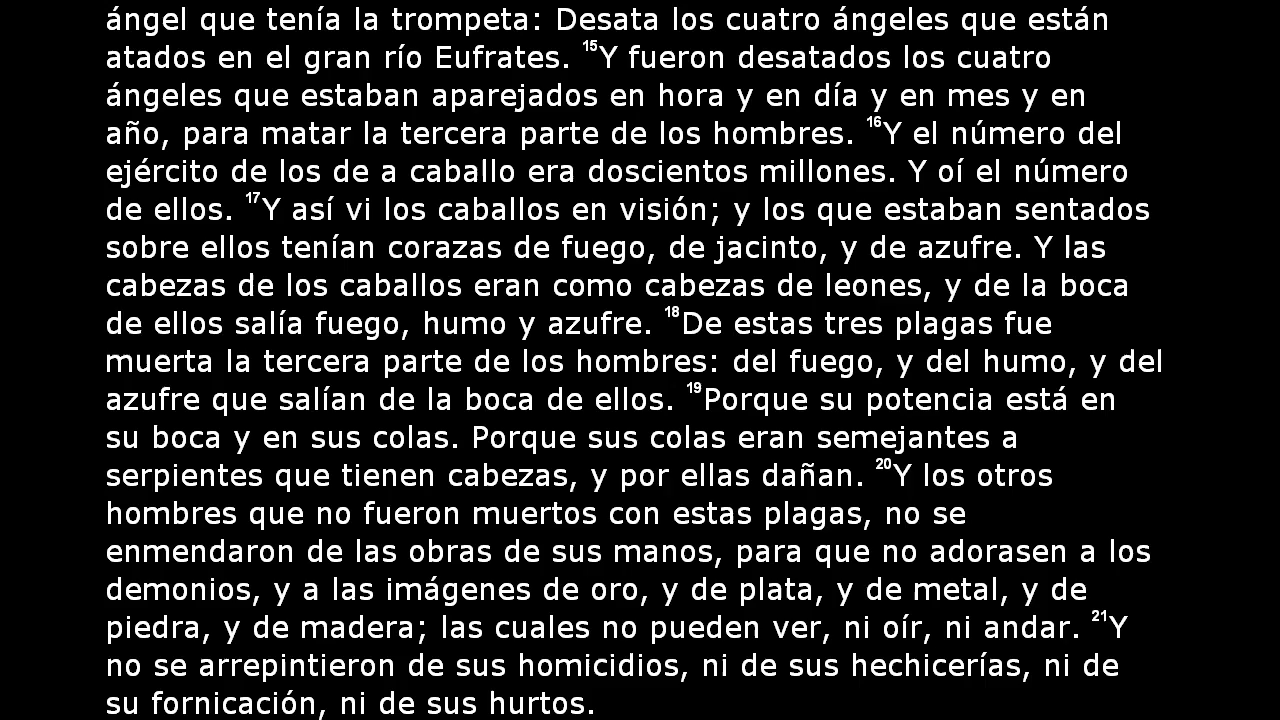 ángel que tenía la trompeta: Desata los cuatro ángeles que están
atados en el gran río Eufrates. 15Y fueron desatados los cuatro
ángeles que estaban aparejados en hora y en día y en mes y en
año, para matar la tercera parte de los hombres. 16Y el número del
ejército de los de a caballo era doscientos millones. Y oí el número
de ellos. 17Y así vi los caballos en visión; y los que estaban sentados
sobre ellos tenían corazas de fuego, de jacinto, y de azufre. Y las
cabezas de los caballos eran como cabezas de leones, y de la boca
de ellos salía fuego, humo y azufre. 18De estas tres plagas fue
muerta la tercera parte de los hombres: del fuego, y del humo, y del
azufre que salían de la boca de ellos. 19Porque su potencia está en
su boca y en sus colas. Porque sus colas eran semejantes a
serpientes que tienen cabezas, y por ellas dañan. 20Y los otros
hombres que no fueron muertos con estas plagas, no se
enmendaron de las obras de sus manos, para que no adorasen a los
demonios, y a las imágenes de oro, y de plata, y de metal, y de
piedra, y de madera; las cuales no pueden ver, ni oír, ni andar. 21Y
no se arrepintieron de sus homicidios, ni de sus hechicerías, ni de
su fornicación, ni de sus hurtos.